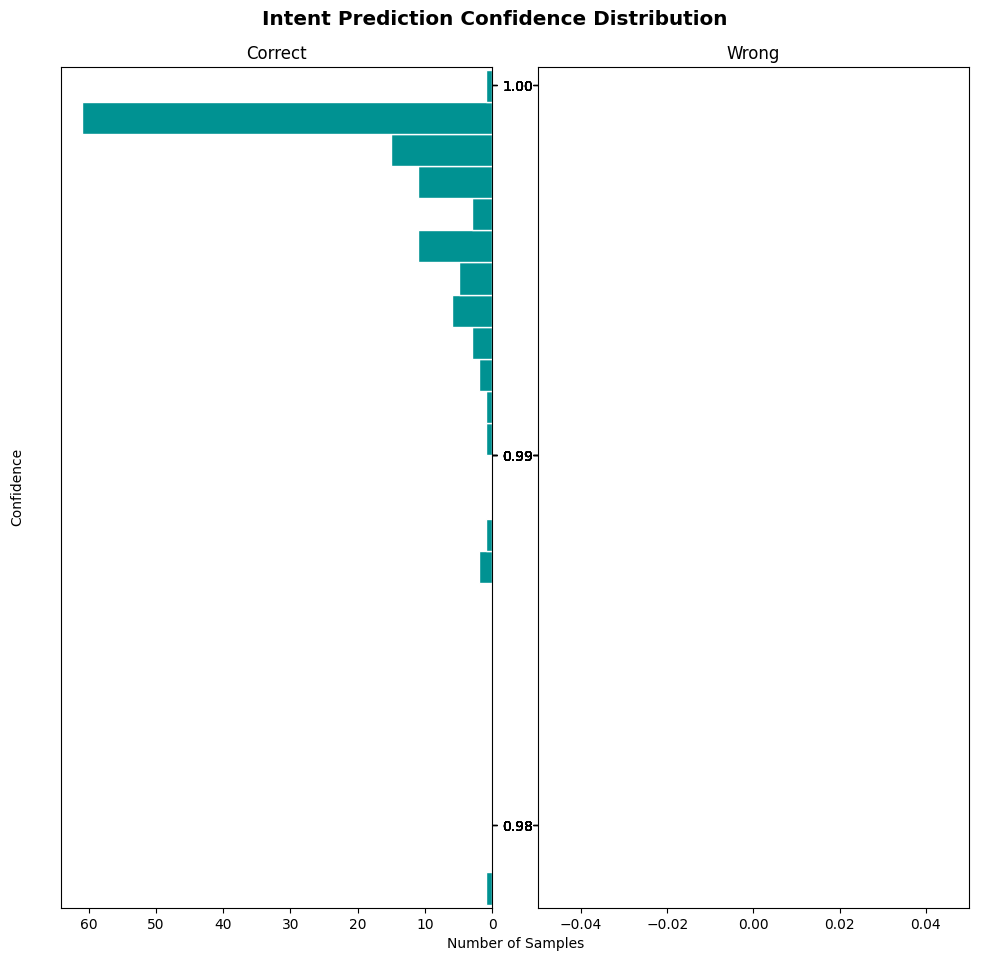 Intent Prediction Confidence Distribution
Correct
Wrong
1.00
0.99
0.98
Confidence
60 50 40 30 20 10 0
−0.04 −0.02 0.00 0.02 0.04
Number of Samples